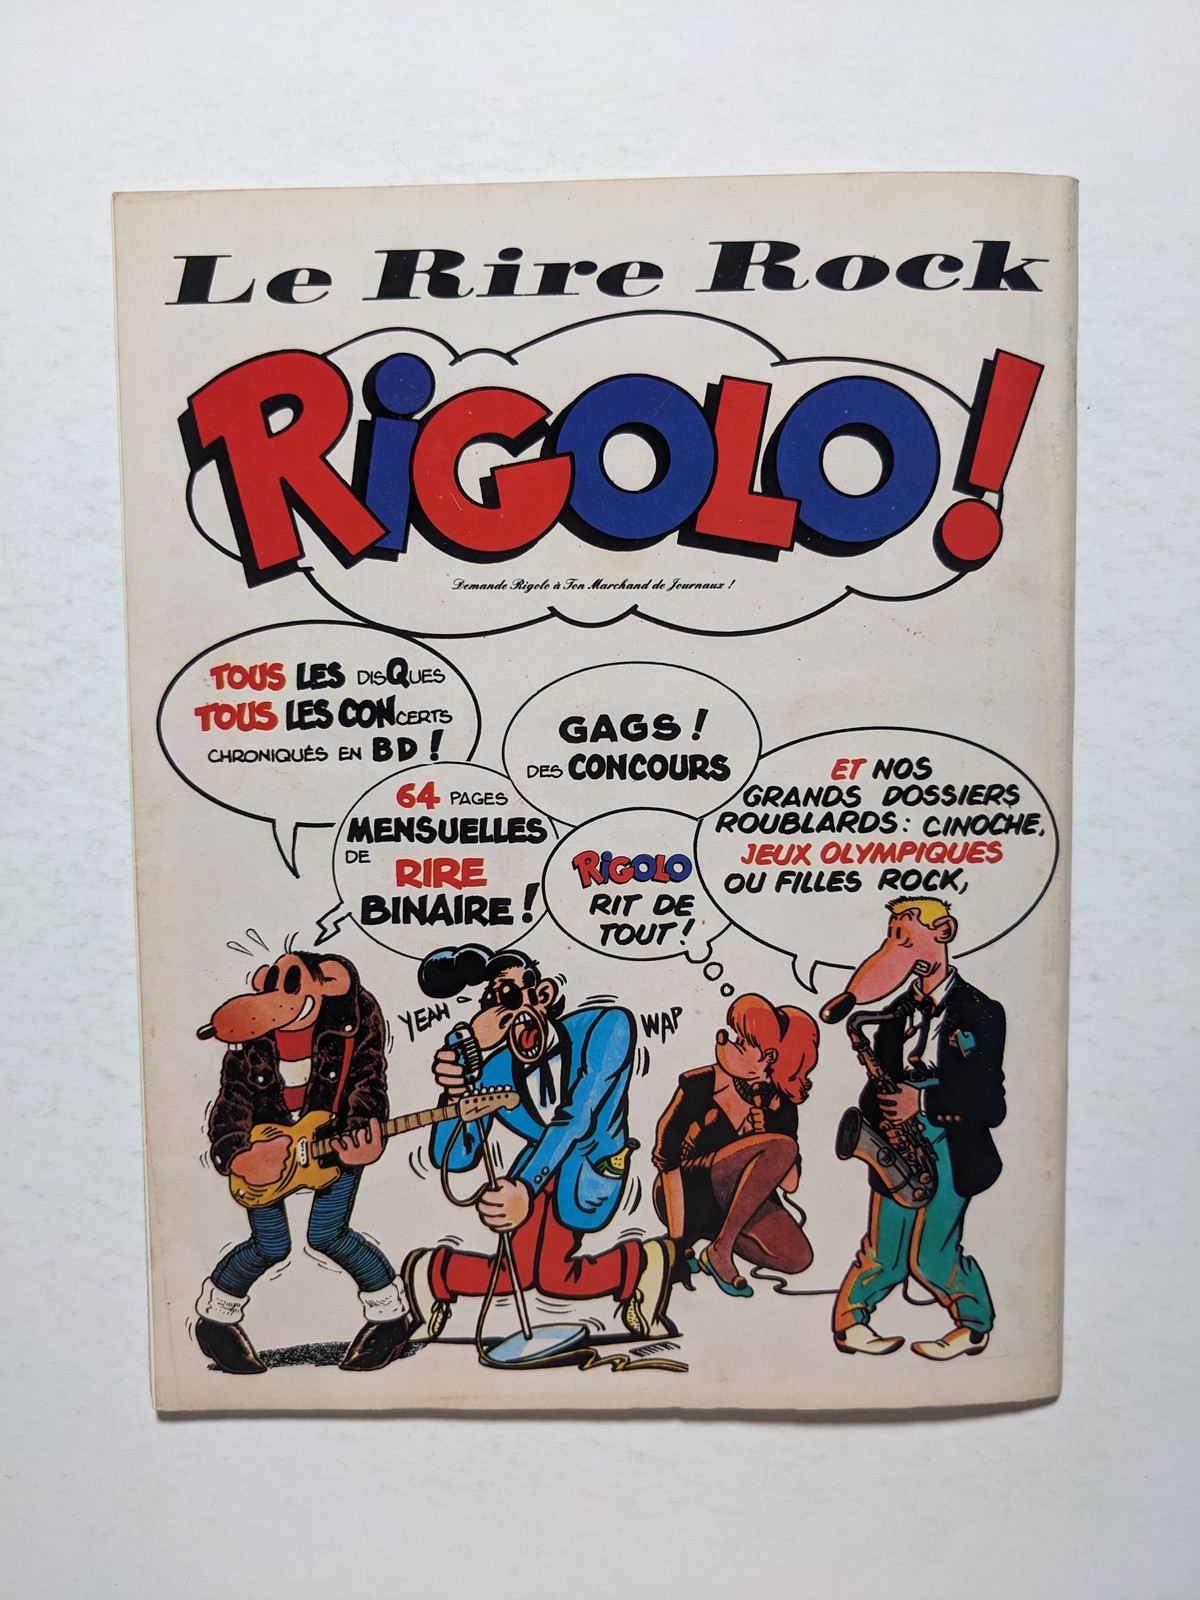 Le Rire Rock
RiGOLO!
Demande Rigolo à Ton Marchand de Journaux !
TOUS LES DISQUES
TOUS LES CONCERTS
CHRONIQUÉS EN BD !
64 PAGES
MENSUELLES
DE
RIRE
BINAIRE !
GAGS !
DES CONCOURS
RiGOLO
RIT DE
TOUT !
ET NOS
GRANDS DOSSIERS
ROUBLARDS : CINOCHE,
JEUX OLYMPIQUES
OU FILLES ROCK,
YEAH
WAP